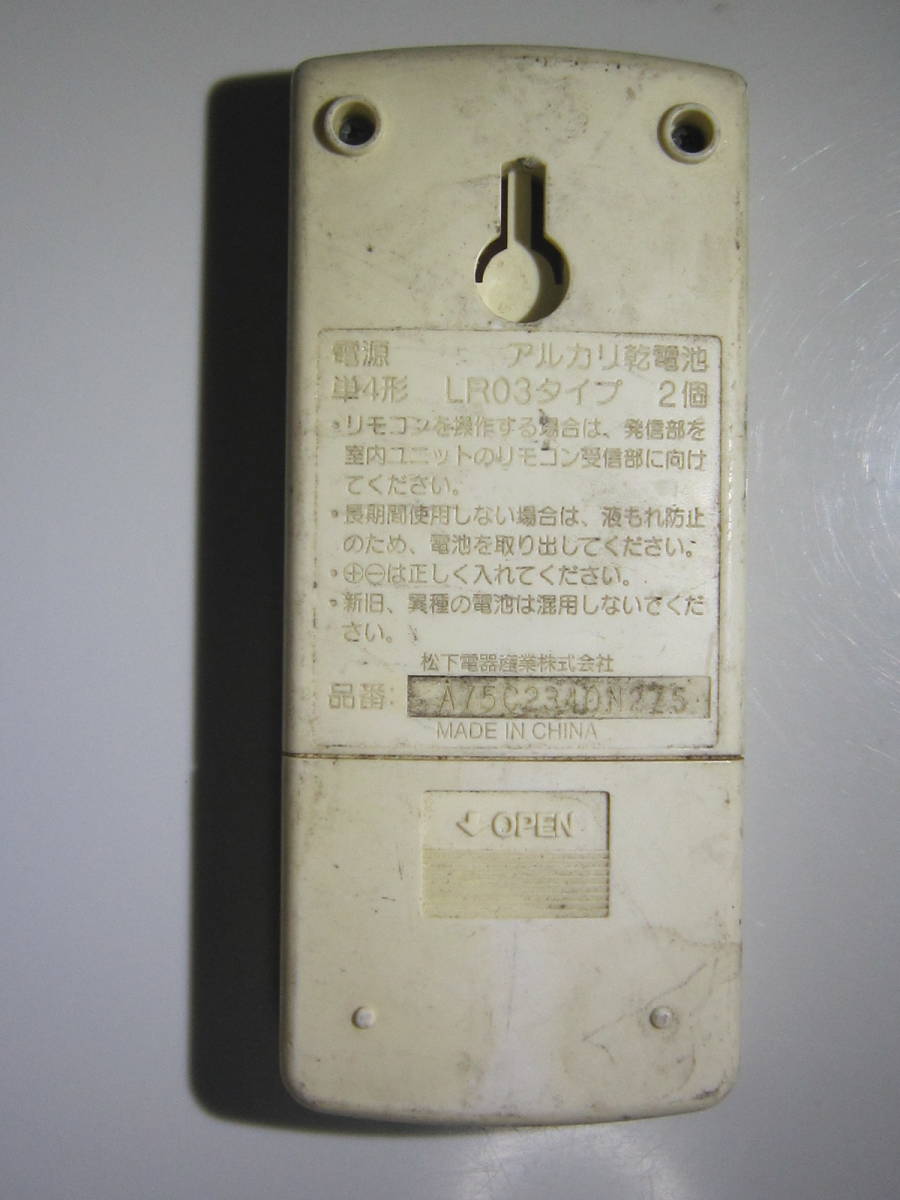 電源 アルカリ乾電池
単4形 LR03タイプ 2個
・リモコンを操作する場合は、発信部を
室内ユニットのリモコン受信部に向け
てください。
・長期間使用しない場合は、液もれ防止
のため、電池を取り出してください。
・⊕⊖は正しく入れてください。
・新旧、異種の電池は混用しないでくだ
さい。
松下電器産業株式会社
品番: A75C2340N275
MADE IN CHINA
OPEN